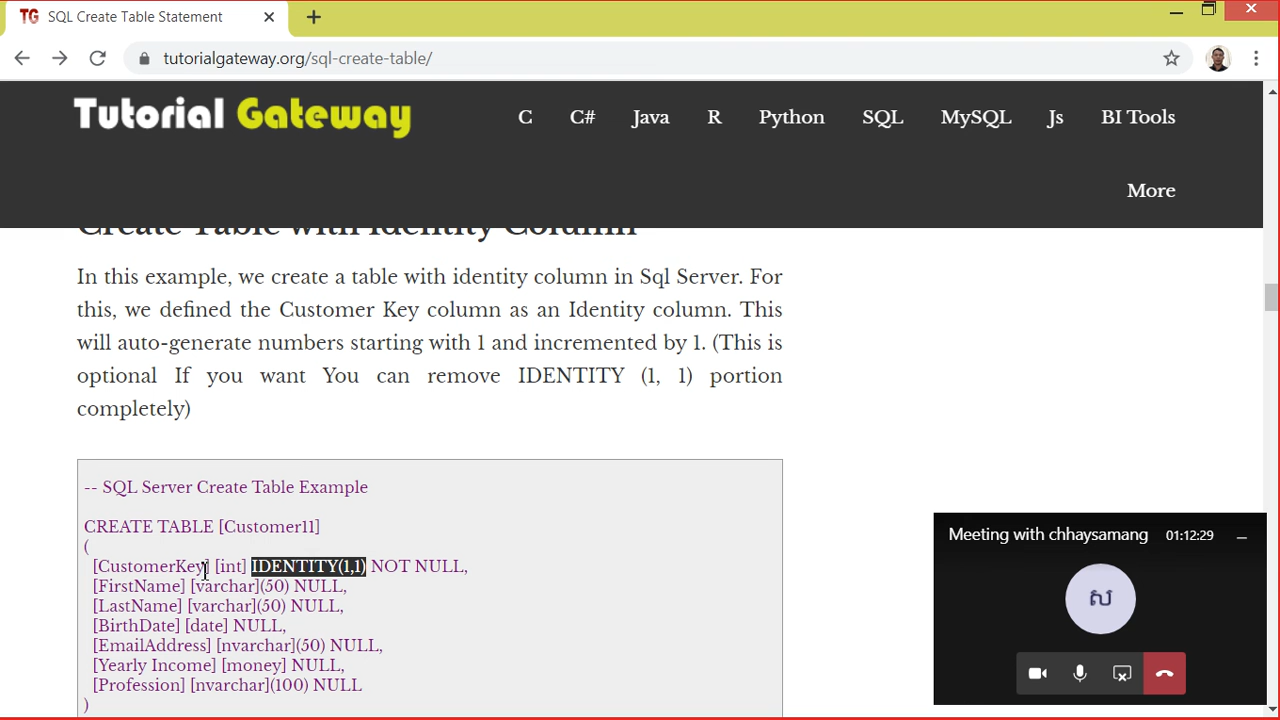 TG SQL Create Table Statement
tutorialgateway.org/sql-create-table/
Tutorial Gateway
C C# Java R Python SQL MySQL Js BI Tools
More
Create Table with Identity Column
In this example, we create a table with identity column in Sql Server. For
this, we defined the Customer Key column as an Identity column. This
will auto-generate numbers starting with 1 and incremented by 1. (This is
optional If you want You can remove IDENTITY (1, 1) portion
completely)
-- SQL Server Create Table Example
CREATE TABLE [Customer11]
(
[CustomerKey] [int] IDENTITY(1,1) NOT NULL,
[FirstName] [varchar](50) NULL,
[LastName] [varchar](50) NULL,
[BirthDate] [date] NULL,
[EmailAddress] [nvarchar](50) NULL,
[Yearly Income] [money] NULL,
[Profession] [nvarchar](100) NULL
)
Meeting with chhaysamang 01:12:29
ស